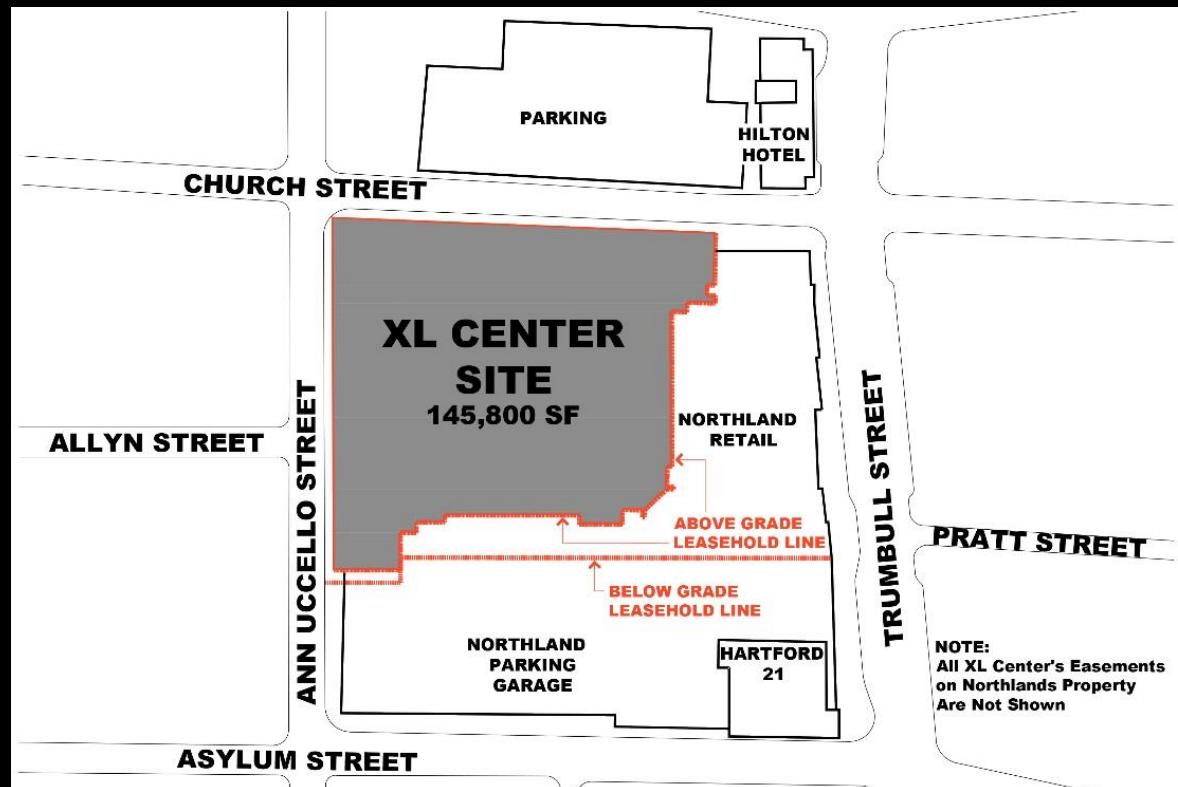 PARKING
HILTON
HOTEL
CHURCH STREET
XL CENTER
SITE
145,800 SF
NORTHLAND
RETAIL
ALLYN STREET
ANN UCCELLO STREET
TRUMBULL STREET
ABOVE GRADE
LEASEHOLD LINE
PRATT STREET
BELOW GRADE
LEASEHOLD LINE
NORTHLAND
PARKING
GARAGE
HARTFORD
21
NOTE:
All XL Center's Easements
on Northlands Property
Are Not Shown
ASYLUM STREET